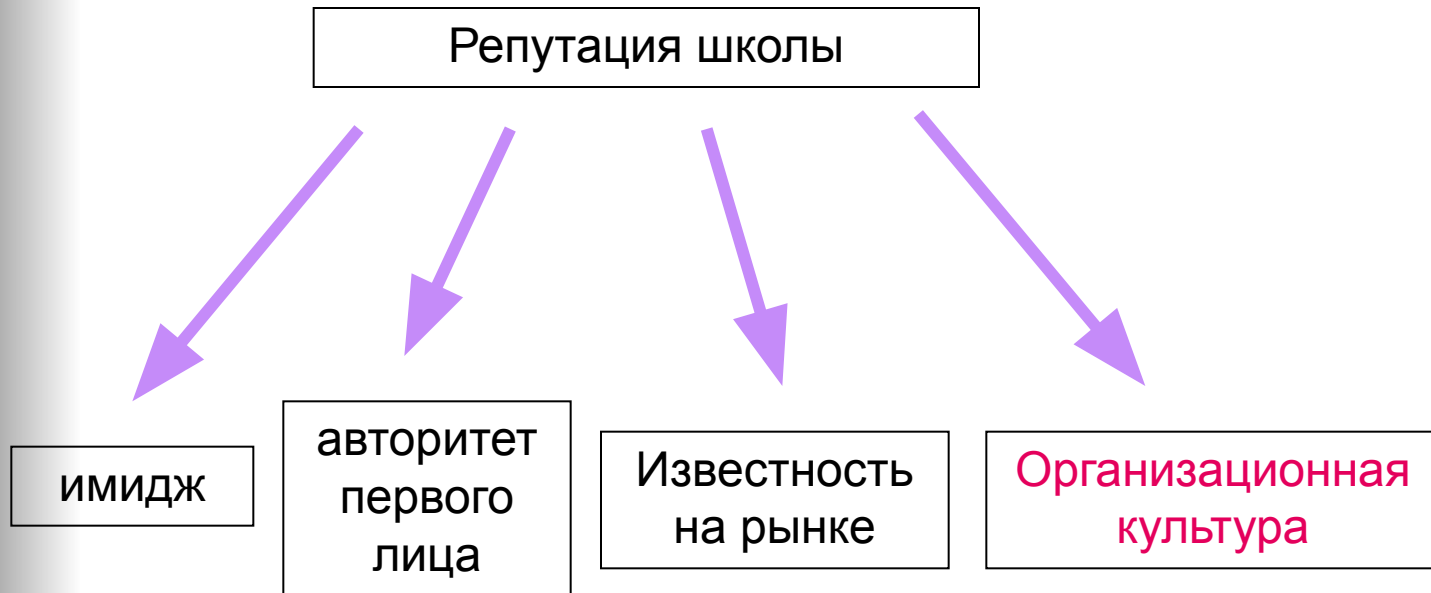 Репутация школы
имидж
авторитет
первого
лица
Известность
на рынке
Организационная
культура